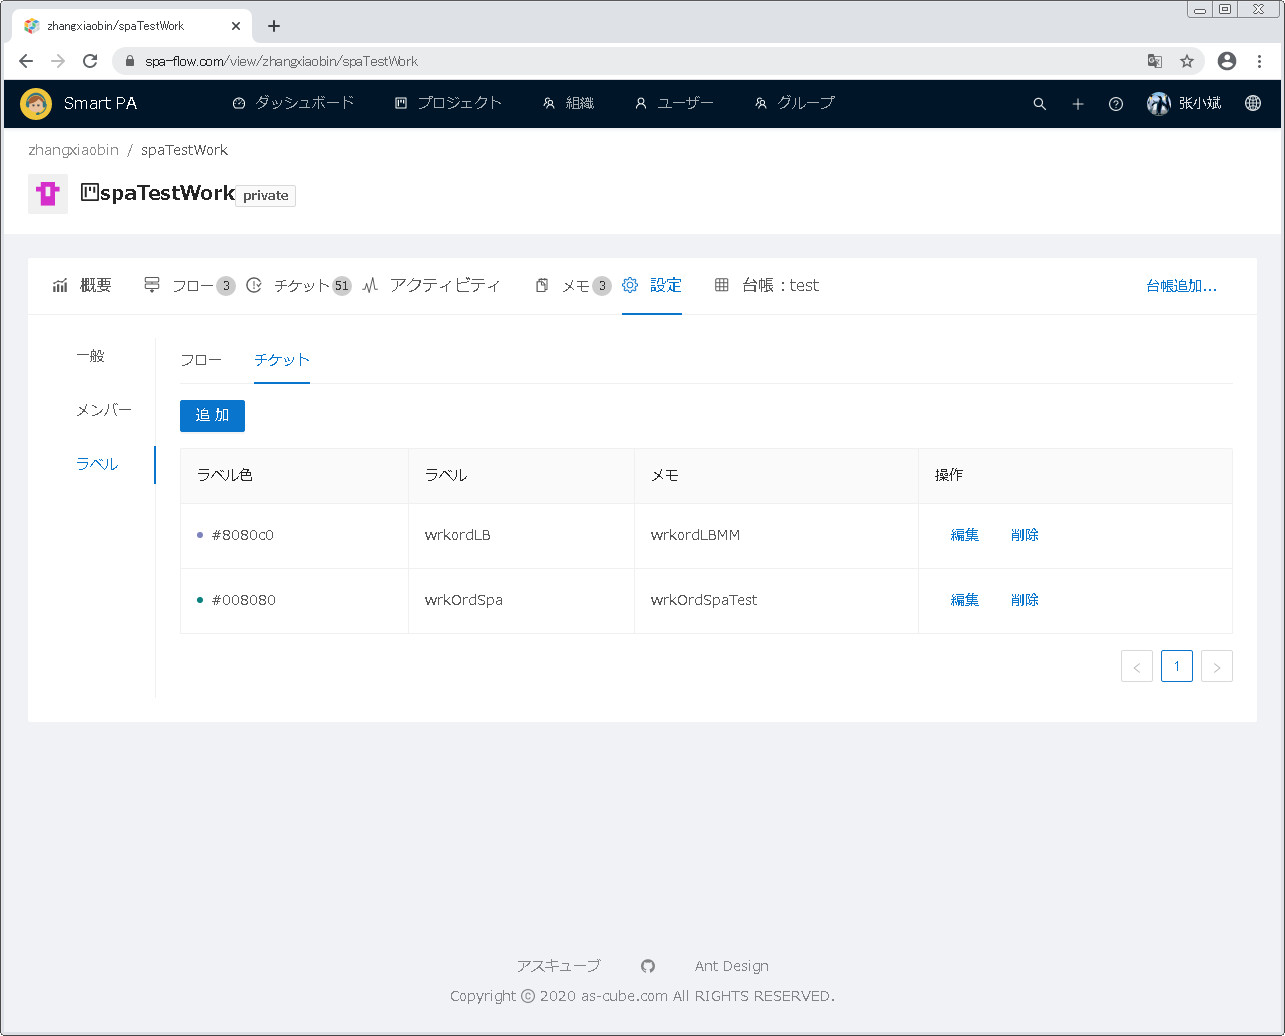 zhangxiaobin/spaTestWork
spa-flow.com/view/zhangxiaobin/spaTestWork
Smart PA ダッシュボード プロジェクト 組織 ユーザー グループ 张小斌
zhangxiaobin / spaTestWork
spaTestWork private
概要 フロー 3 チケット 51 アクティビティ メモ 3 設定 台帳：test 台帳追加...
一般
メンバー
ラベル
フロー チケット
追 加
ラベル色 ラベル メモ 操作
#8080c0 wrkordLB wrkordLBMM 編集 削除
#008080 wrkOrdSpa wrkOrdSpaTest 編集 削除
< 1 >
アスキューブ Ant Design
Copyright © 2020 as-cube.com All RIGHTS RESERVED.